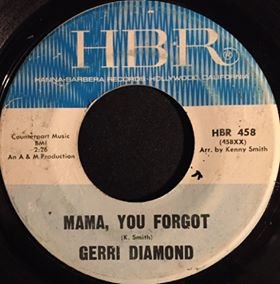 HBR®
HANNA-BARBERA RECORDS · HOLLYWOOD, CALIFORNIA
Counterpart Music
BMI
2:26
An A & M Production
HBR 458
(458XX)
Arr. by Kenny Smith
MAMA, YOU FORGOT
(K. Smith)
GERRI DIAMOND